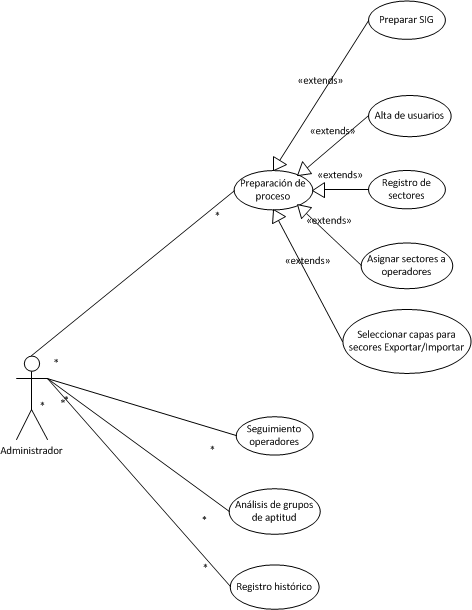 Preparar SIG
«extends»
Alta de usuarios
«extends»
«extends»
Preparación de
proceso
Registro de
sectores
*
«extends»
Asignar sectores a
operadores
«extends»
Seleccionar capas para
secores Exportar/Importar
*
*
**
Administrador
Seguimiento
operadores
*
Análisis de grupos
de aptitud
*
*
Registro histórico